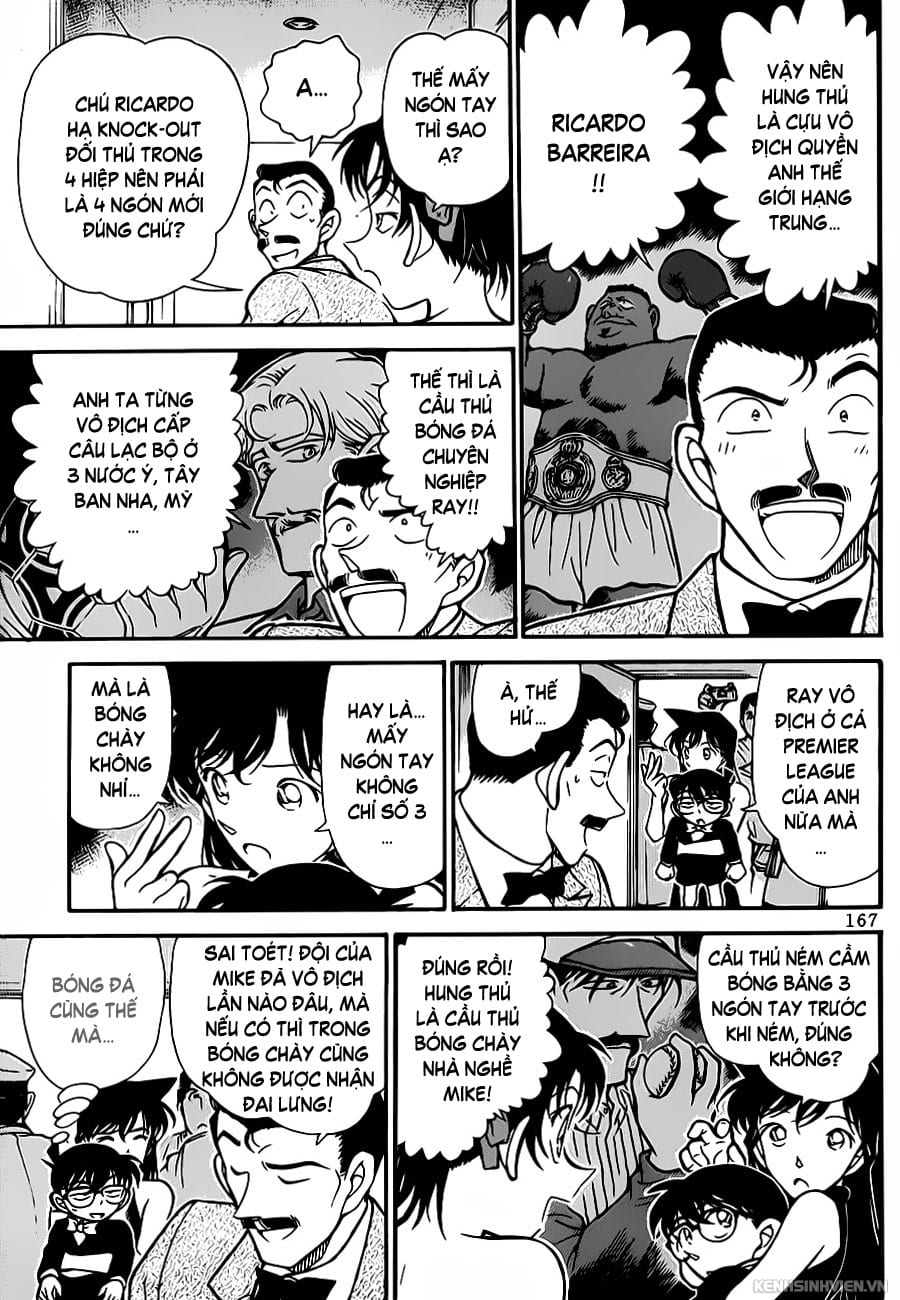 VẬY NÊN
HUNG THỦ
LÀ CỰU VÔ
ĐỊCH QUYỀN
ANH THẾ
GIỚI HẠNG
TRUNG...
RICARDO
BARREIRA
!!
THẾ MẤY
NGÓN TAY
THÌ SAO
Ạ?
A...
CHÚ RICARDO
HẠ KNOCK-OUT
ĐỐI THỦ TRONG
4 HIỆP NÊN PHẢI
LÀ 4 NGÓN MỚI
ĐÚNG CHỨ?
THẾ THÌ LÀ
CẦU THỦ
BÓNG ĐÁ
CHUYÊN
NGHIỆP
RAY!!
ANH TA TỪNG
VÔ ĐỊCH CẤP
CÂU LẠC BỘ Ở
3 NƯỚC Ý, TÂY
BAN NHA, MỸ
...
RAY VÔ
ĐỊCH Ở CẢ
PREMIER
LEAGUE
CỦA ANH
NỮA MÀ
...
À, THẾ
HỬ...
HAY LÀ...
MẤY
NGÓN TAY
KHÔNG
CHỈ SỐ 3
...
MÀ LÀ
BÓNG
CHÀY
KHÔNG
NHỈ...
167
CẦU THỦ NÉM CẦM
BÓNG BẰNG 3
NGÓN TAY TRƯỚC
KHI NÉM, ĐÚNG
KHÔNG?
ĐÚNG RỒI!
HUNG THỦ
LÀ CẦU THỦ
BÓNG CHÀY
NHÀ NGHỀ
MIKE!
SAI TOÉT! ĐỘI CỦA
MIKE ĐÃ VÔ ĐỊCH
LẦN NÀO ĐÂU, MÀ
NẾU CÓ THÌ TRONG
BÓNG CHÀY CŨNG
KHÔNG ĐƯỢC NHẬN
ĐAI LƯNG!
BÓNG ĐÁ
CŨNG THẾ
MÀ...
KENHSINHVIEN.VN